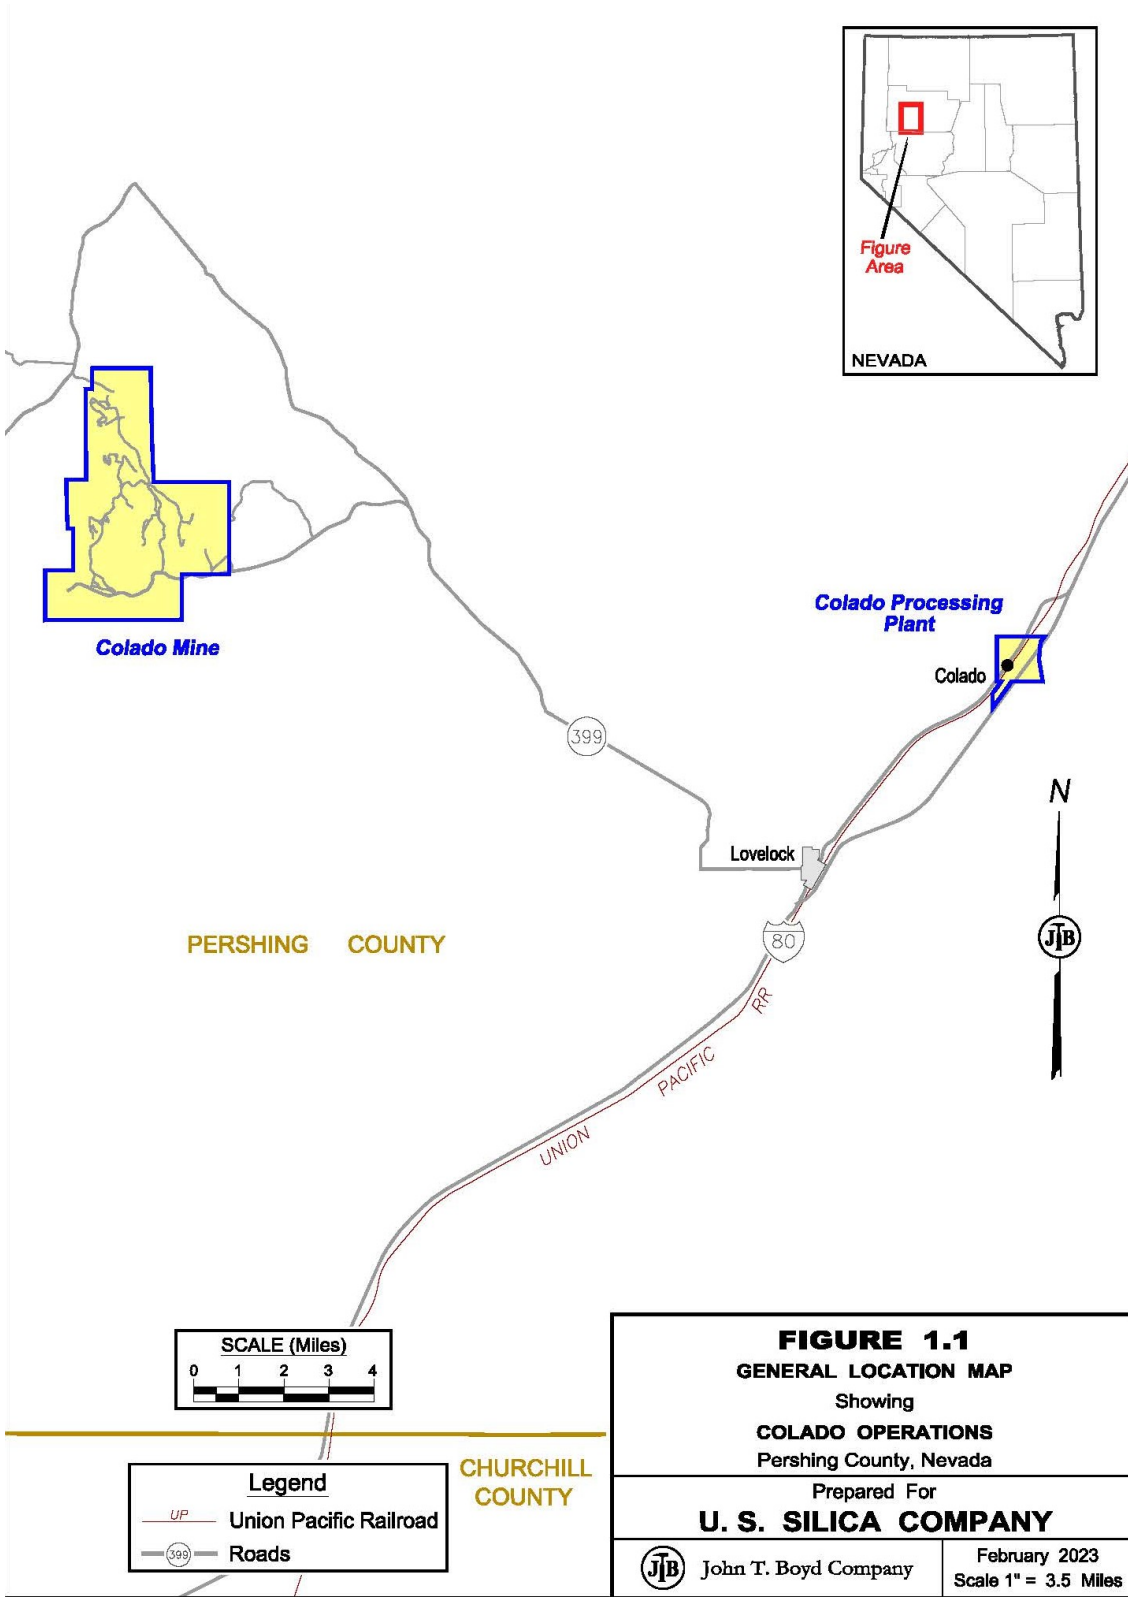 Figure
Area
NEVADA
Colado Processing
Plant
Colado
Colado Mine
399
N
Lovelock
JTB
80
PERSHING COUNTY
RR
PACIFIC
UNION
SCALE (Miles)
0 1 2 3 4
CHURCHILL
COUNTY
Legend
UP Union Pacific Railroad
399 Roads
FIGURE 1.1
GENERAL LOCATION MAP
Showing
COLADO OPERATIONS
Pershing County, Nevada
Prepared For
U. S. SILICA COMPANY
JTB John T. Boyd Company
February 2023
Scale 1" = 3.5 Miles